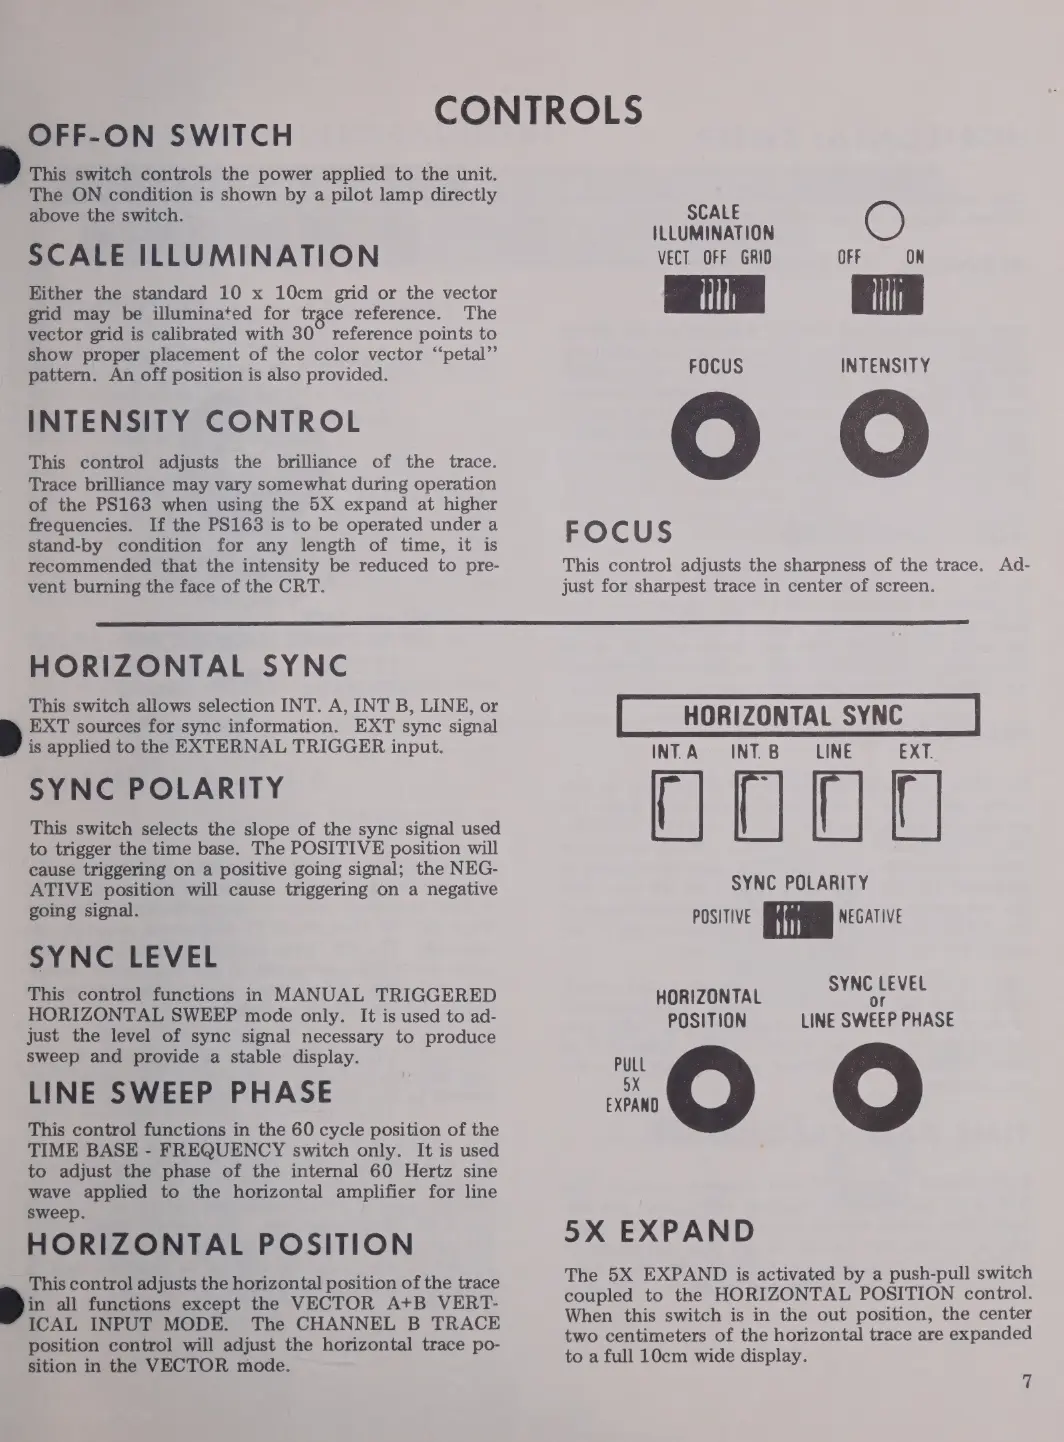 CONTROLS
OFF-ON SWITCH
This switch controls the power applied to the unit.
The ON condition is shown by a pilot lamp directly
above the switch.
SCALE ILLUMINATION
Either the standard 10 x 10cm grid or the vector
grid may be illuminated for trace reference. The
vector grid is calibrated with 30° reference points to
show proper placement of the color vector “petal”
pattern. An off position is also provided.
INTENSITY CONTROL
This control adjusts the brilliance of the trace.
Trace brilliance may vary somewhat during operation
of the PS163 when using the 5X expand at higher
frequencies. If the PS163 is to be operated under a
stand-by condition for any length of time, it is
recommended that the intensity be reduced to pre-
vent burning the face of the CRT.
SCALE
ILLUMINATION
VECT OFF GRID
OFF ON
FOCUS
INTENSITY
FOCUS
This control adjusts the sharpness of the trace. Ad-
just for sharpest trace in center of screen.
HORIZONTAL SYNC
This switch allows selection INT. A, INT B, LINE, or
EXT sources for sync information. EXT sync signal
is applied to the EXTERNAL TRIGGER input.
SYNC POLARITY
This switch selects the slope of the sync signal used
to trigger the time base. The POSITIVE position will
cause triggering on a positive going signal; the NEG-
ATIVE position will cause triggering on a negative
going signal.
SYNC LEVEL
This control functions in MANUAL TRIGGERED
HORIZONTAL SWEEP mode only. It is used to ad-
just the level of sync signal necessary to produce
sweep and provide a stable display.
LINE SWEEP PHASE
This control functions in the 60 cycle position of the
TIME BASE - FREQUENCY switch only. It is used
to adjust the phase of the internal 60 Hertz sine
wave applied to the horizontal amplifier for line
sweep.
HORIZONTAL POSITION
This control adjusts the horizontal position of the trace
in all functions except the VECTOR A+B VERT-
ICAL INPUT MODE. The CHANNEL B TRACE
position control will adjust the horizontal trace po-
sition in the VECTOR mode.
HORIZONTAL SYNC
INT. A INT. B LINE EXT.
SYNC POLARITY
POSITIVE NEGATIVE
HORIZONTAL
POSITION
SYNC LEVEL
or
LINE SWEEP PHASE
PULL
5X
EXPAND
5X EXPAND
The 5X EXPAND is activated by a push-pull switch
coupled to the HORIZONTAL POSITION control.
When this switch is in the out position, the center
two centimeters of the horizontal trace are expanded
to a full 10cm wide display.
7